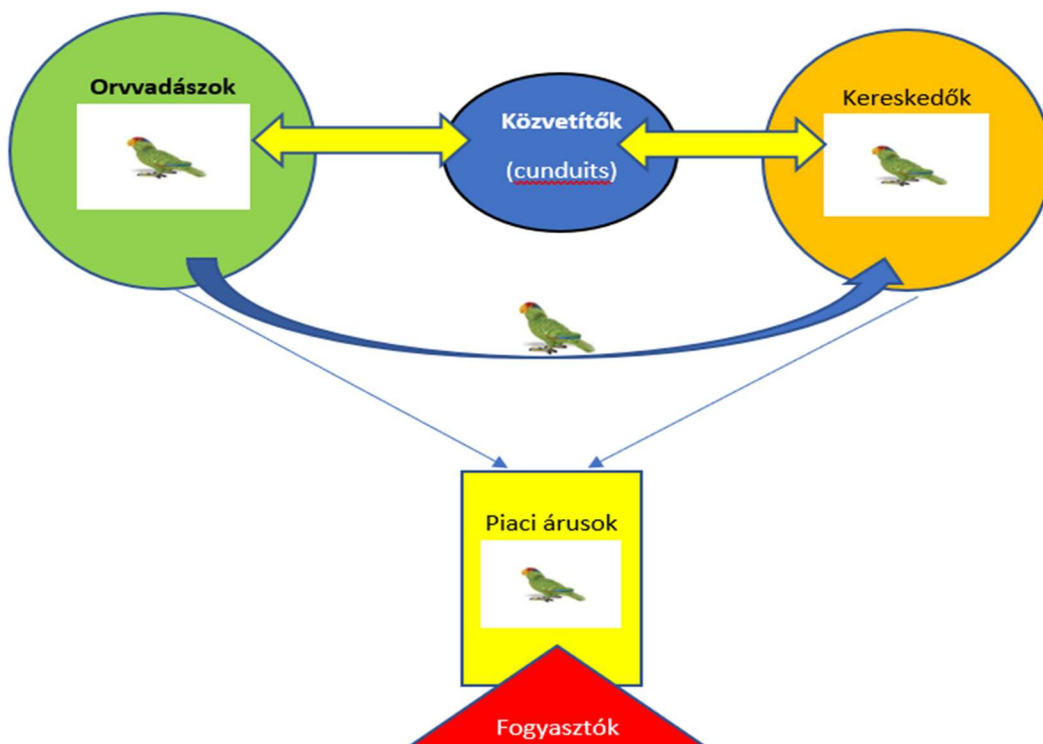 Orvvadászok
Közvetítők
(cunduits)
Kereskedők
Piaci árusok
Fogyasztók